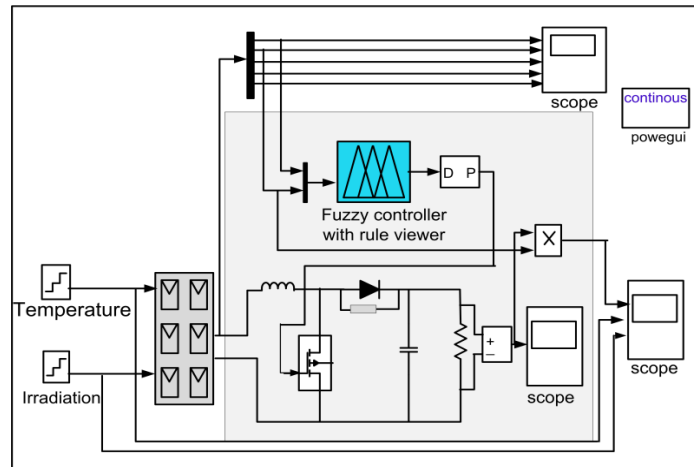 scope
continous
powegui
D P
Fuzzy controller
with rule viewer
X
Temperature
Irradiation
+
−
scope
scope